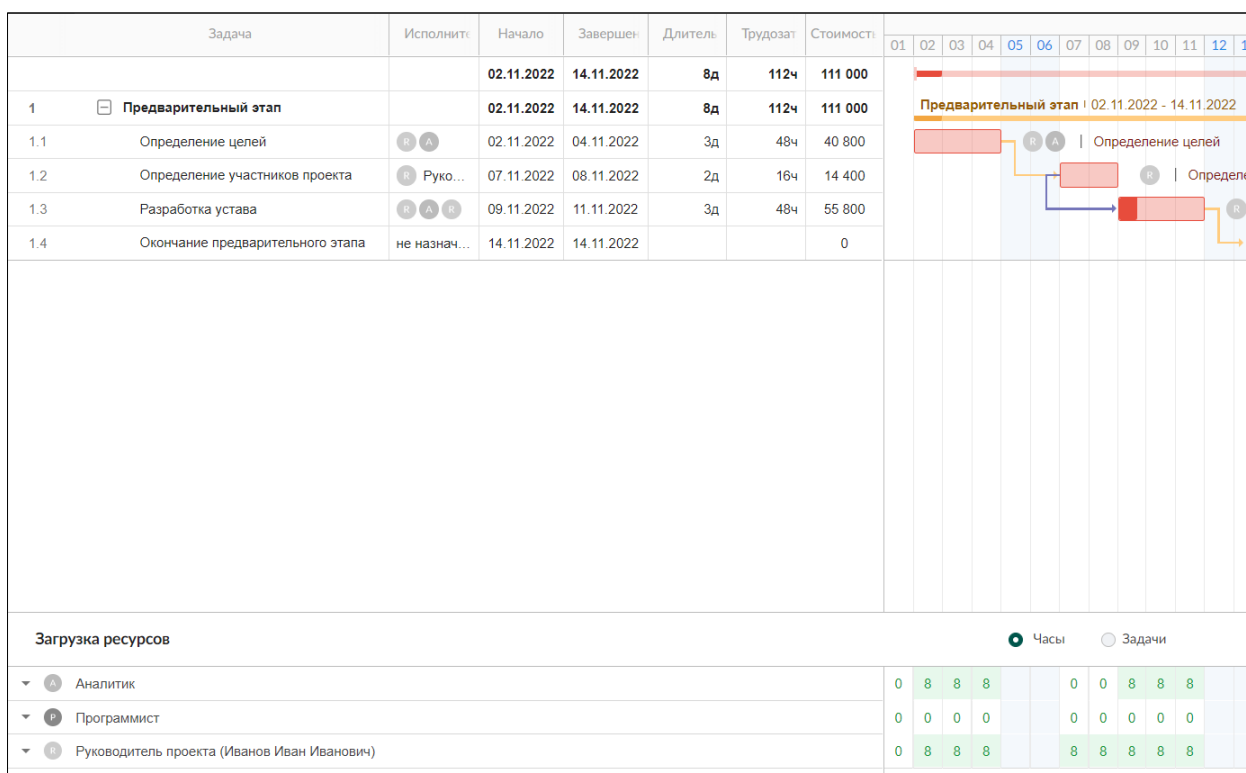 Задача Исполнитє Начало Завершен Длитель Трудозат Стоимость
01 02 03 04 05 06 07 08 09 10 11 12 1
02.11.2022 14.11.2022 8д 112ч 111 000
1 Предварительный этап 02.11.2022 14.11.2022 8д 112ч 111 000 Предварительный этап 02.11.2022 - 14.11.2022
1.1 Определение целей R A 02.11.2022 04.11.2022 3д 48ч 40 800 R A | Определение целей
1.2 Определение участников проекта R Руко... 07.11.2022 08.11.2022 2д 16ч 14 400 R | Определе
1.3 Разработка устава R A R 09.11.2022 11.11.2022 3д 48ч 55 800 R
1.4 Окончание предварительного этапа не назнач... 14.11.2022 14.11.2022 0
Загрузка ресурсов Часы Задачи
A Аналитик 0 8 8 8 0 0 8 8 8
P Программист 0 0 0 0 0 0 0 0 0
R Руководитель проекта (Иванов Иван Иванович) 0 8 8 8 8 8 8 8 8